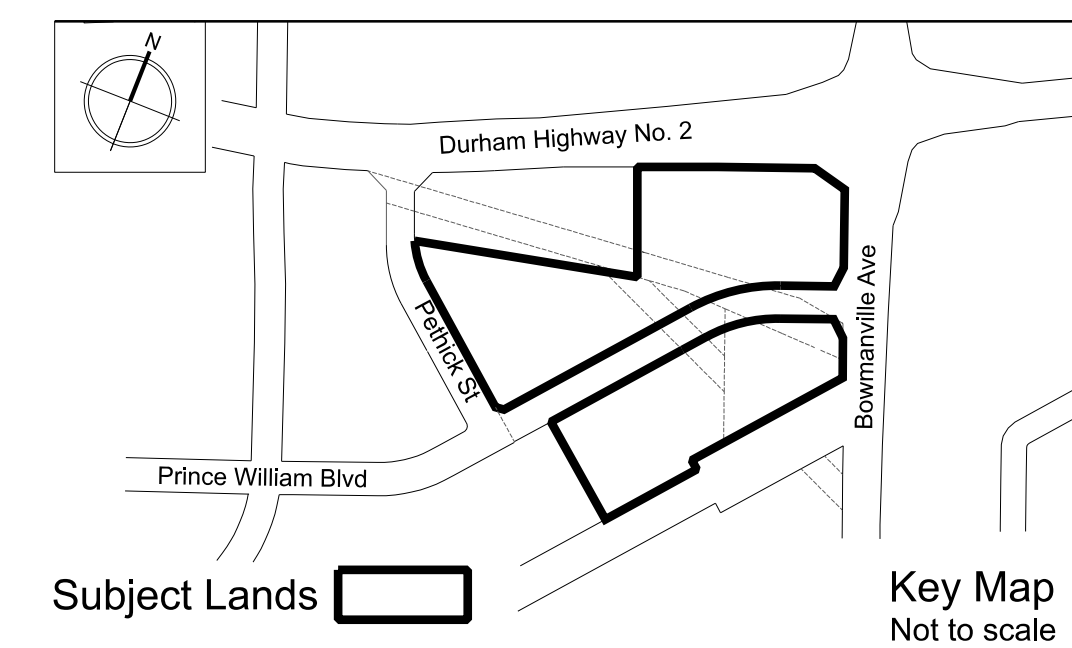 N
Durham Highway No. 2
Bowmanville Ave
Pethick St
Prince William Blvd
Subject Lands
Key Map
Not to scale